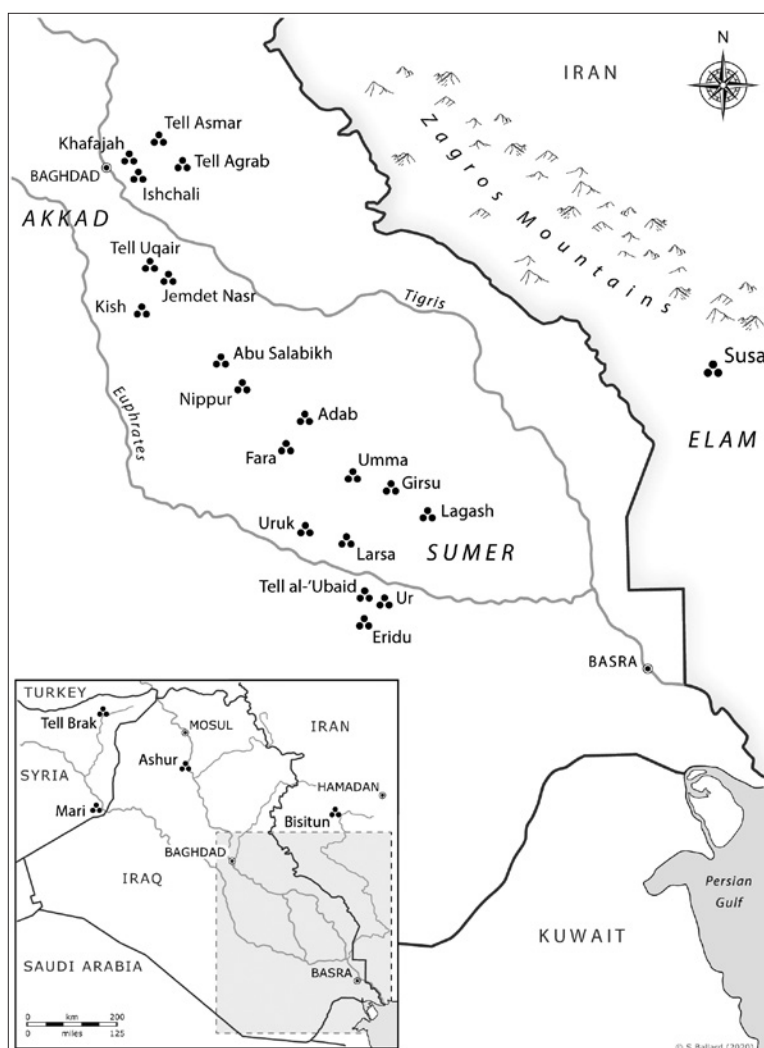 N
IRAN
Zagros Mountains
Tell Asmar
Khafajah
Tell Agrab
BAGHDAD
Ishchali
AKKAD
Tell Uqair
Jemdet Nasr
Kish
Tigris
Abu Salabikh
Susa
Nippur
Euphrates
Adab
ELAM
Fara
Umma
Girsu
Lagash
Uruk
Larsa
SUMER
Tell al-'Ubaid
Ur
Eridu
BASRA
Persian
Gulf
KUWAIT
TURKEY
Tell Brak
MOSUL
IRAN
Ashur
SYRIA
HAMADAN
Mari
Bisitun
BAGHDAD
IRAQ
SAUDI ARABIA
BASRA
0 km 200
0 miles 125
© S Ballard (2020)